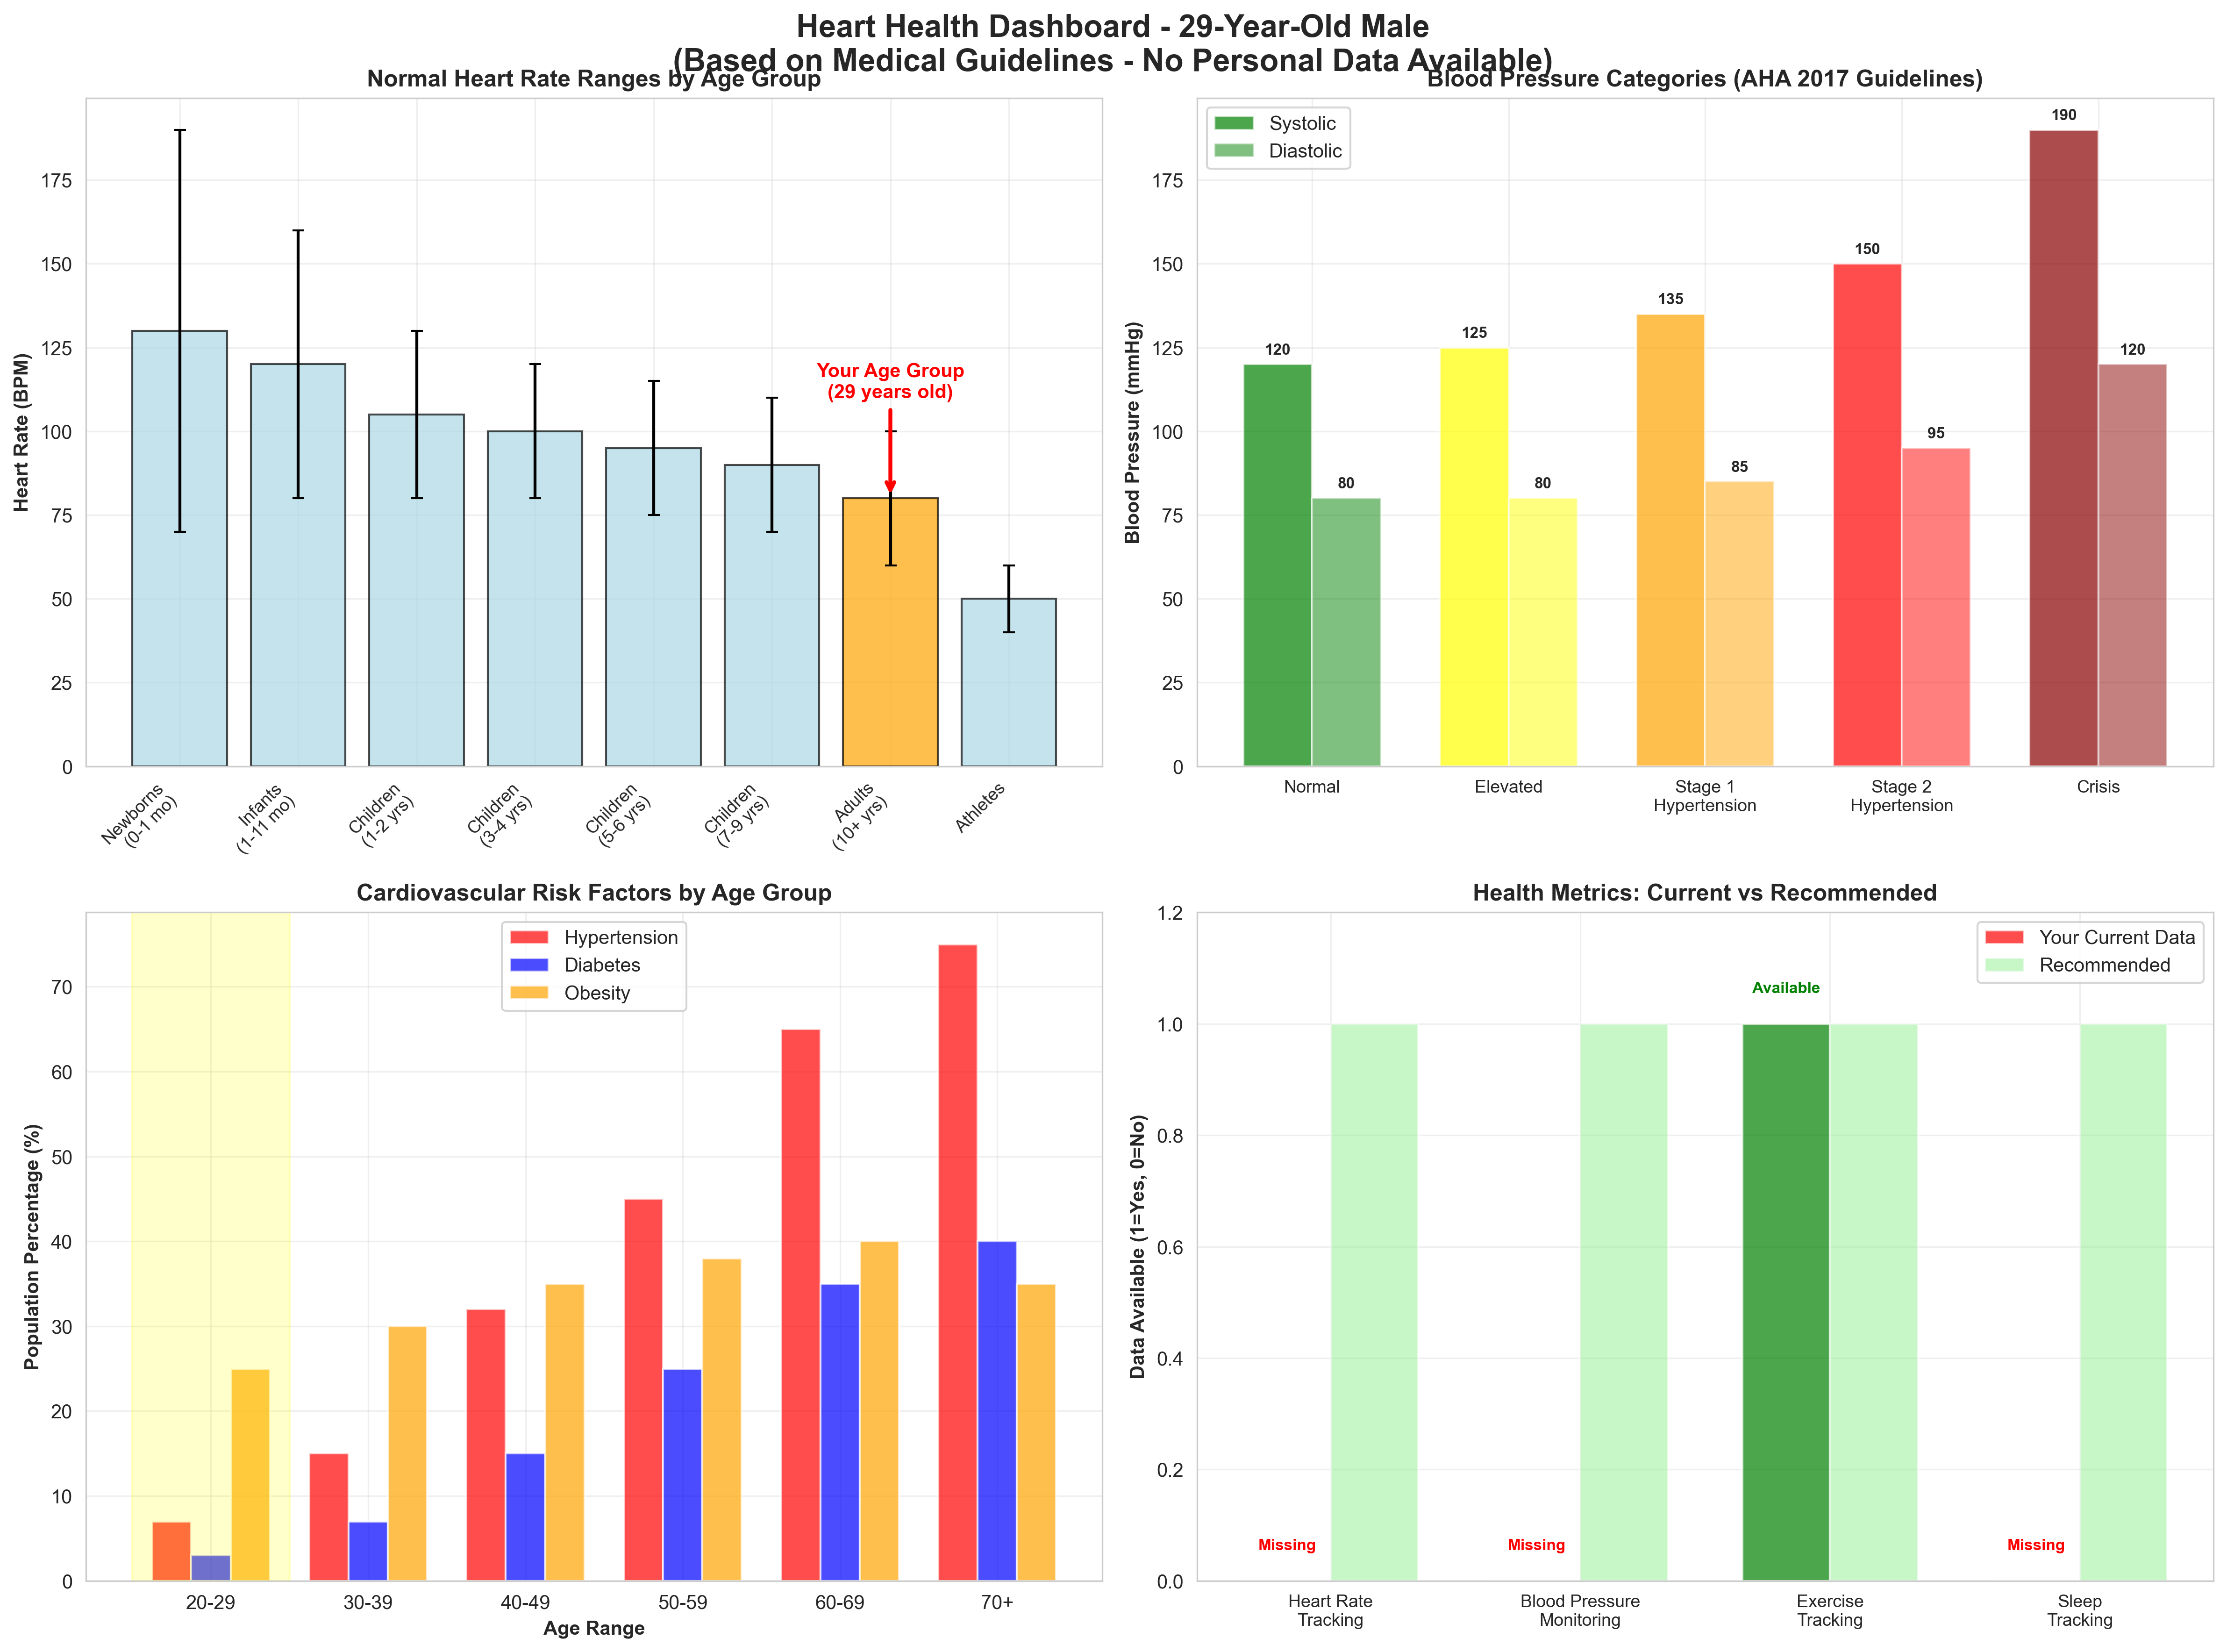 Heart Health Dashboard - 29-Year-Old Male
(Based on Medical Guidelines - No Personal Data Available)
Normal Heart Rate Ranges by Age Group
Heart Rate (BPM)
175
150
125
100
75
50
25
0
Your Age Group
(29 years old)
Newborns
(0-1 mo)
Infants
(1-11 mo)
Children
(1-2 yrs)
Children
(3-4 yrs)
Children
(5-6 yrs)
Children
(7-9 yrs)
Adults
(10+ yrs)
Athletes
Blood Pressure Categories (AHA 2017 Guidelines)
Systolic
Diastolic
Blood Pressure (mmHg)
175
150
125
100
75
50
25
0
120
80
125
80
135
85
150
95
190
120
Normal
Elevated
Stage 1
Hypertension
Stage 2
Hypertension
Crisis
Cardiovascular Risk Factors by Age Group
Hypertension
Diabetes
Obesity
Population Percentage (%)
70
60
50
40
30
20
10
0
20-29
30-39
40-49
50-59
60-69
70+
Age Range
Health Metrics: Current vs Recommended
Your Current Data
Recommended
Data Available (1=Yes, 0=No)
1.2
1.0
0.8
0.6
0.4
0.2
0.0
Missing
Missing
Available
Missing
Heart Rate
Tracking
Blood Pressure
Monitoring
Exercise
Tracking
Sleep
Tracking